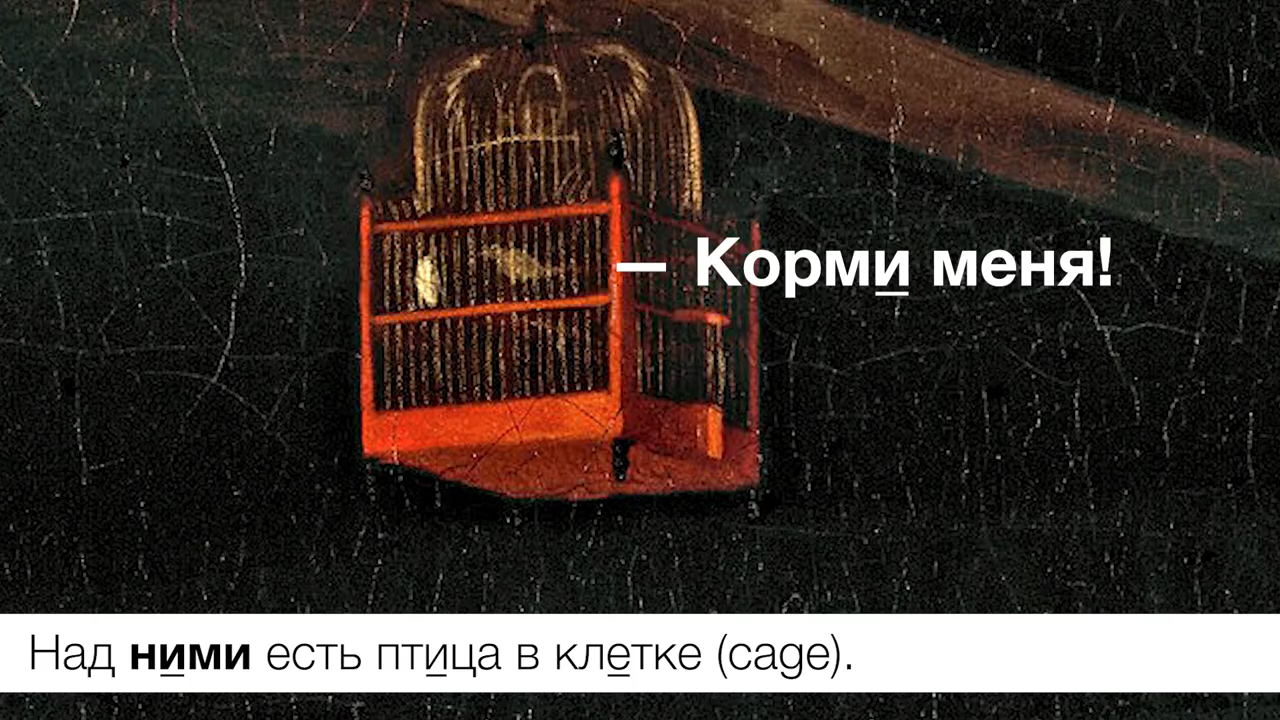 — Корми меня!
Над ними есть птица в клетке (cage).